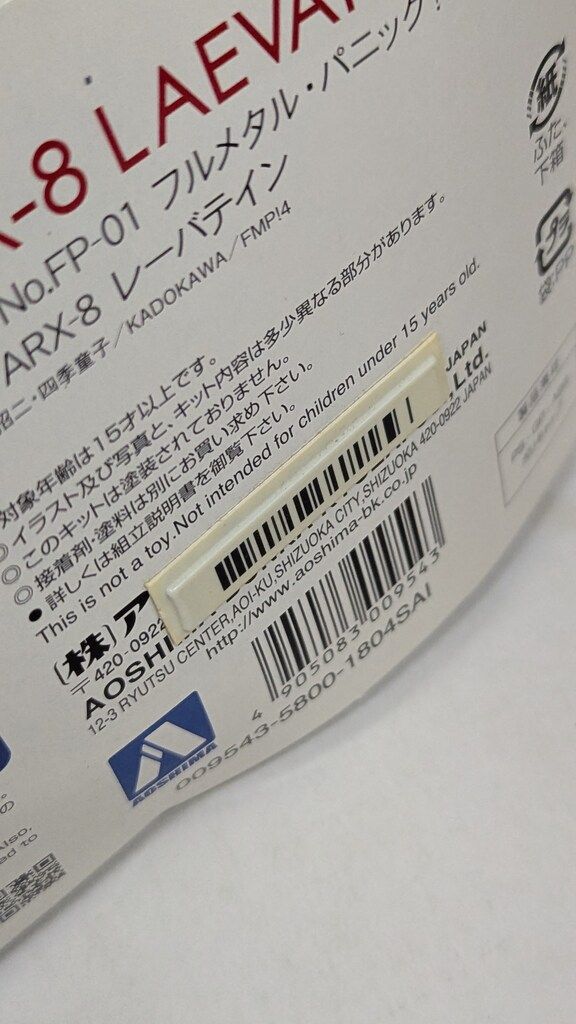 -8 LAEVA
No.FP-01 フルメタル・パニック!
ARX-8 レーバテイン
四季童子／KADOKAWA／FMP!4
対象年齢は15才以上です。
◎ イラスト及び写真と、キット内容は多少異なる部分があります。
◎ このキットは塗装されておりません。
◎ 接着剤・塗料は別にお買い求め下さい。
● 詳しくは組立説明書を御覧下さい。
This is not a toy. Not intended for children under 15 years old.
(株)ア
〒420-0922
JAPAN
AOSHI
Ltd.
12-3 RYUTSU CENTER,AOI-KU,SHIZUOKA CITY,SHIZUOKA 420-0922 JAPAN
http://www.aoshima-bk.co.jp
4 905083 009543
AOSHIMA
009543-5800-1804SAI
紙
ふた、
下箱
プラ
袋:PP
の
Also,
ed to